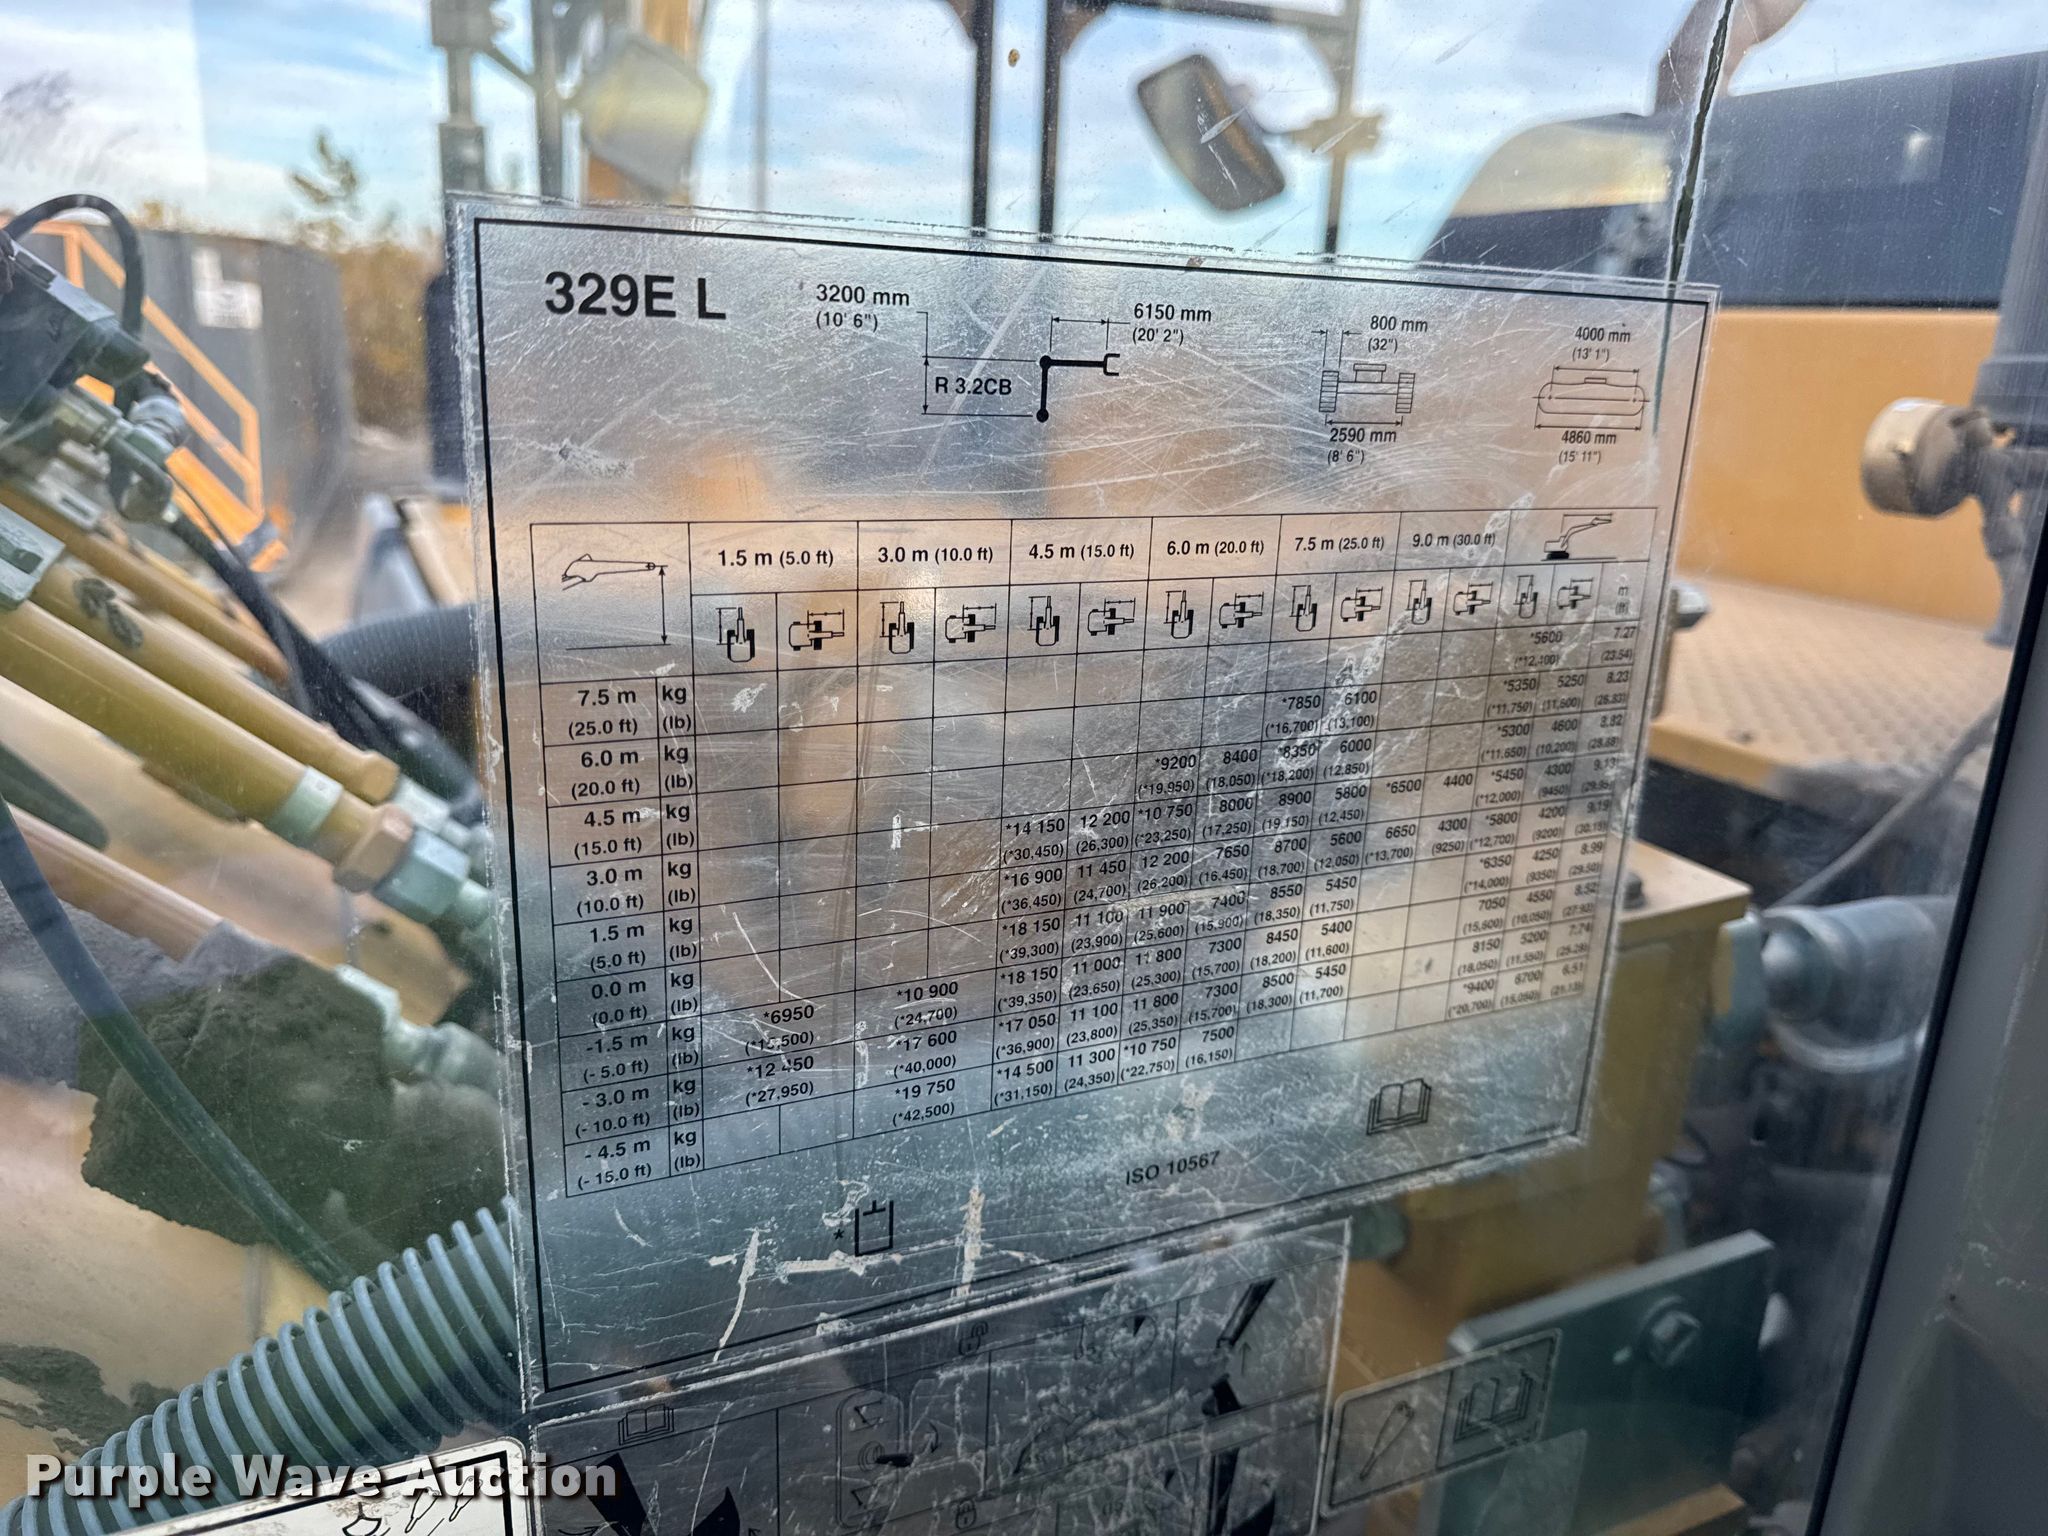 329E L
3200 mm
(10' 6")
R 3.2CB
6150 mm
(20' 2")
800 mm
(32")
2590 mm
(8' 6")
4000 mm
(13' 1")
4860 mm
(15' 11")
1.5 m (5.0 ft) 3.0 m (10.0 ft) 4.5 m (15.0 ft) 6.0 m (20.0 ft) 7.5 m (25.0 ft) 9.0 m (30.0 ft)
m
(ft)
7.5 m kg *5600 7.27
(25.0 ft) (lb) (*12,400) (23.54)
6.0 m kg *7850 6100 *5350 5250 8.23
(20.0 ft) (lb) (*16,700) (13,100) (*11,750) (11,600) (26.83)
4.5 m kg *9200 8400 *8350 6000 *5300 4600 8.82
(15.0 ft) (lb) (*19,950) (18,050) (*18,200) (12,850) (*11,650) (10,200) (28.88)
3.0 m kg *14 150 12 200 *10 750 8000 8900 5800 *6500 4400 *5450 4300 9.13
(10.0 ft) (lb) (*30,450) (26,300) (*23,250) (17,250) (19,150) (12,450) (*12,000) (9450) (29.95)
1.5 m kg *16 900 11 450 12 200 7650 8700 5600 6650 4300 *5800 4200 9.19
(5.0 ft) (lb) (*36,450) (24,700) (26,200) (16,450) (18,700) (12,050) (*13,700) (9250) (*12,700) (9200) (30.15)
0.0 m kg *18 150 11 100 11 900 7400 8550 5450 *6350 4250 8.99
(0.0 ft) (lb) (*39,300) (23,900) (25,600) (15,900) (18,350) (11,750) (*14,000) (9350) (29.50)
-1.5 m kg *6950 *10 900 *18 150 11 000 11 800 7300 8450 5400 7050 4550 8.52
(- 5.0 ft) (lb) (*24,700) (*39,350) (23,650) (25,300) (15,700) (18,200) (11,600) (15,600) (10,050) (27.93)
- 3.0 m kg *12 450 *17 600 *17 050 11 100 11 800 7300 8500 5450 8150 5200 7.74
(- 10.0 ft) (lb) (*27,950) (*40,000) (*36,900) (23,800) (25,350) (15,700) (18,300) (11,700) (18,050) (11,550) (25.28)
- 4.5 m kg *19 750 *14 500 11 300 *10 750 7500 *9400 6700 6.51
(- 15.0 ft) (lb) (*42,500) (*31,150) (24,350) (*22,750) (16,150) (*20,700) (15,050) (21.13)
*
ISO 10567
Purple Wave Auction